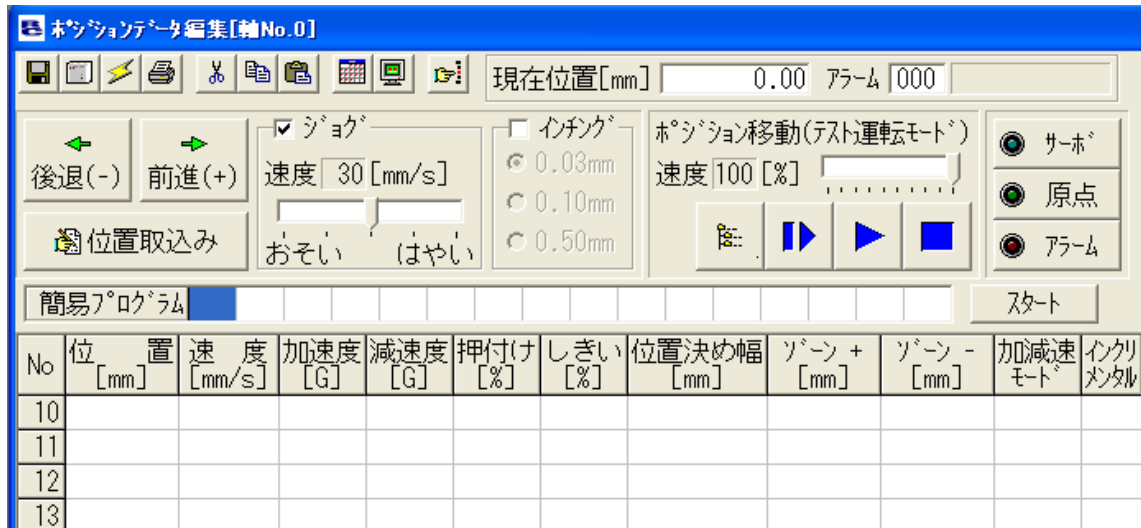 ﾎﾟｼﾞｼｮﾝﾃﾞｰﾀ編集[軸No.0]
現在位置[mm] 0.00 ｱﾗｰﾑ 000
後退(-) 前進(+)
位置取込み
ｼﾞｮｸﾞ
速度 30 [mm/s]
おそい はやい
ｲﾝﾁﾝｸﾞ
0.03mm
0.10mm
0.50mm
ﾎﾟｼﾞｼｮﾝ移動(ﾃｽﾄ運転ﾓｰﾄﾞ)
速度 100 [%]
ｻｰﾎﾞ
原点
ｱﾗｰﾑ
簡易ﾌﾟﾛｸﾞﾗﾑ ｽﾀｰﾄ
No 位置 速度 加速度 減速度 押付け しきい 位置決め幅 ｿﾞｰﾝ + ｿﾞｰﾝ - 加減速 ｲﾝｸﾘ
[mm] [mm/s] [G] [G] [%] [%] [mm] [mm] [mm] ﾓｰﾄﾞ ﾒﾝﾀﾙ
10
11
12
13